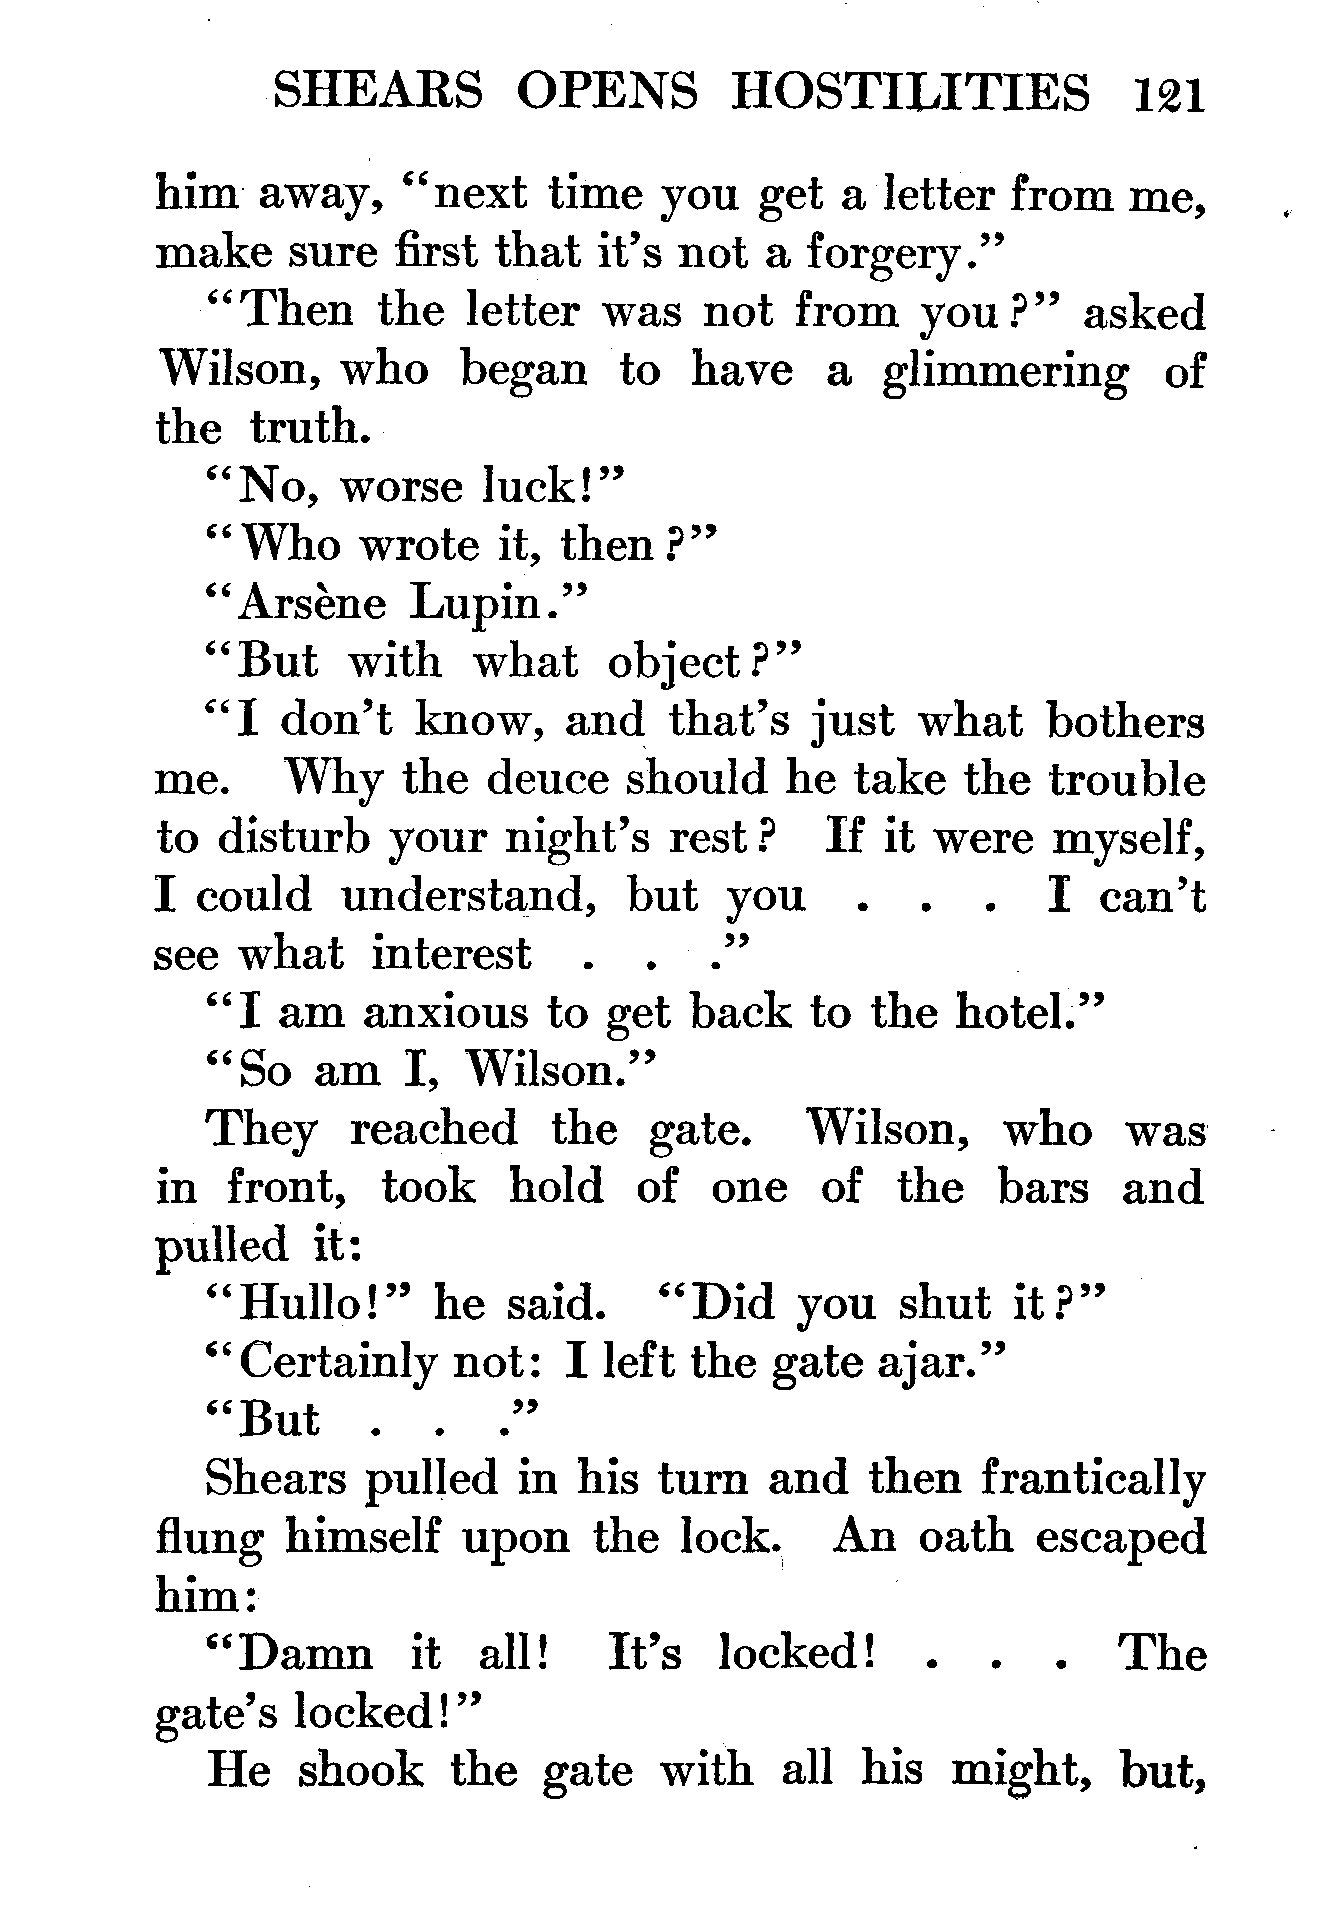 SHEARS OPENS HOSTILITIES 121
him away, “next time you get a letter from me,
make sure first that it’s not a forgery.”
“Then the letter was not from you?” asked
Wilson, who began to have a glimmering of
the truth.
“No, worse luck!”
“Who wrote it, then?”
“Arsène Lupin.”
“But with what object?”
“I don’t know, and that’s just what bothers
me. Why the deuce should he take the trouble
to disturb your night’s rest? If it were myself,
I could understand, but you . . . I can’t
see what interest . . .”
“I am anxious to get back to the hotel.”
“So am I, Wilson.”
They reached the gate. Wilson, who was
in front, took hold of one of the bars and
pulled it:
“Hullo!” he said. “Did you shut it?”
“Certainly not: I left the gate ajar.”
“But . . .”
Shears pulled in his turn and then frantically
flung himself upon the lock. An oath escaped
him:
“Damn it all! It’s locked! . . . The
gate’s locked!”
He shook the gate with all his might, but,